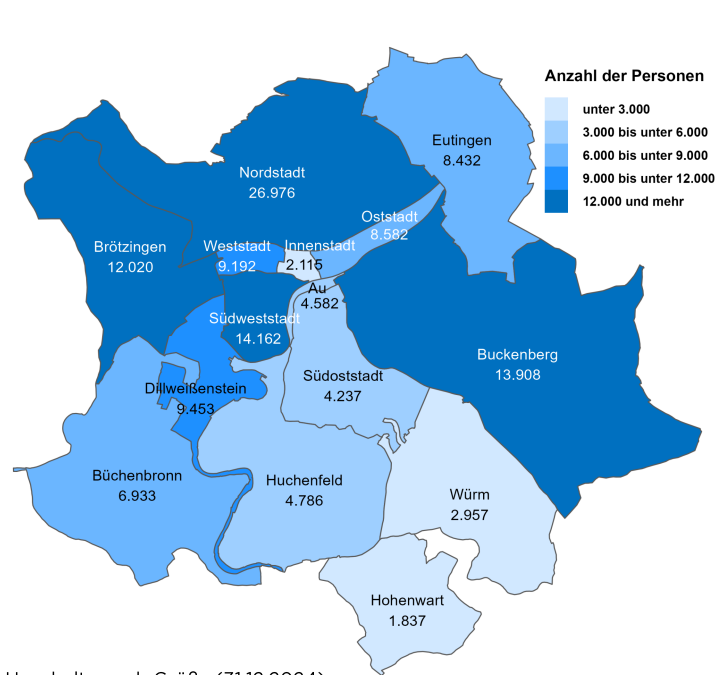 Anzahl der Personen
unter 3.000
3.000 bis unter 6.000
6.000 bis unter 9.000
9.000 bis unter 12.000
12.000 und mehr
Eutingen
8.432
Nordstadt
26.976
Oststadt
8.582
Brötzingen
12.020
Weststadt
9.192
Innenstadt
2.115
Au
4.582
Südweststadt
14.162
Buckenberg
13.908
Südoststadt
4.237
Dillweißenstein
9.453
Büchenbronn
6.933
Huchenfeld
4.786
Würm
2.957
Hohenwart
1.837